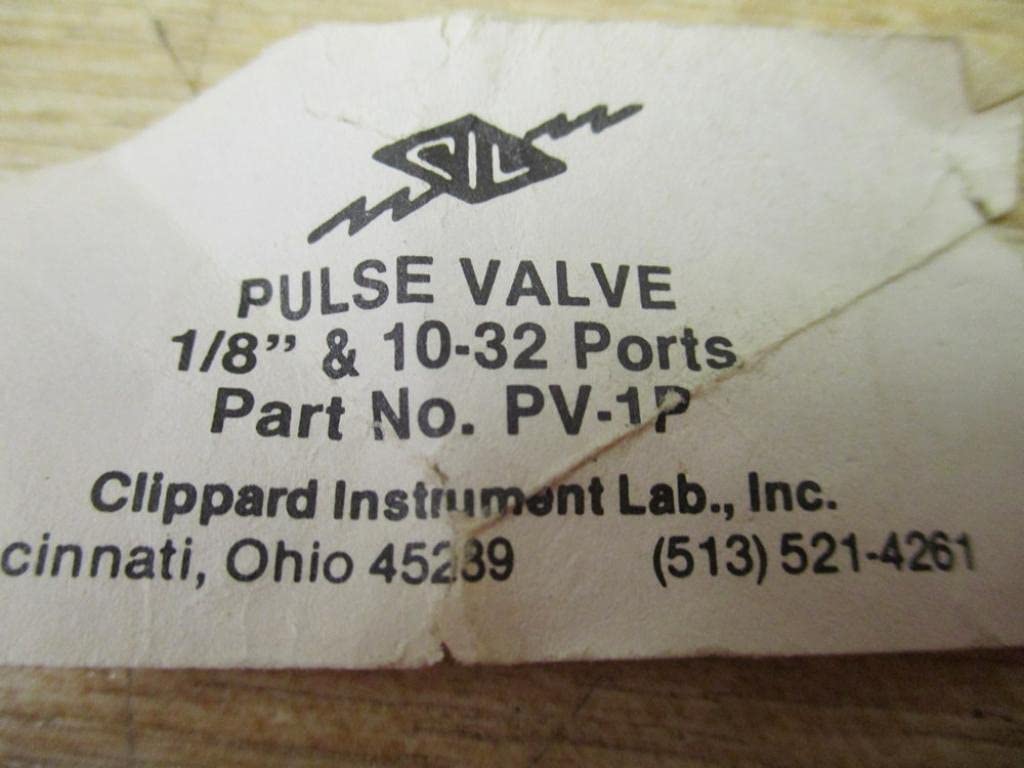 CIL
PULSE VALVE
1/8” & 10-32 Ports
Part No. PV-1P
Clippard Instrument Lab., Inc.
cinnati, Ohio 45239 (513) 521-4261